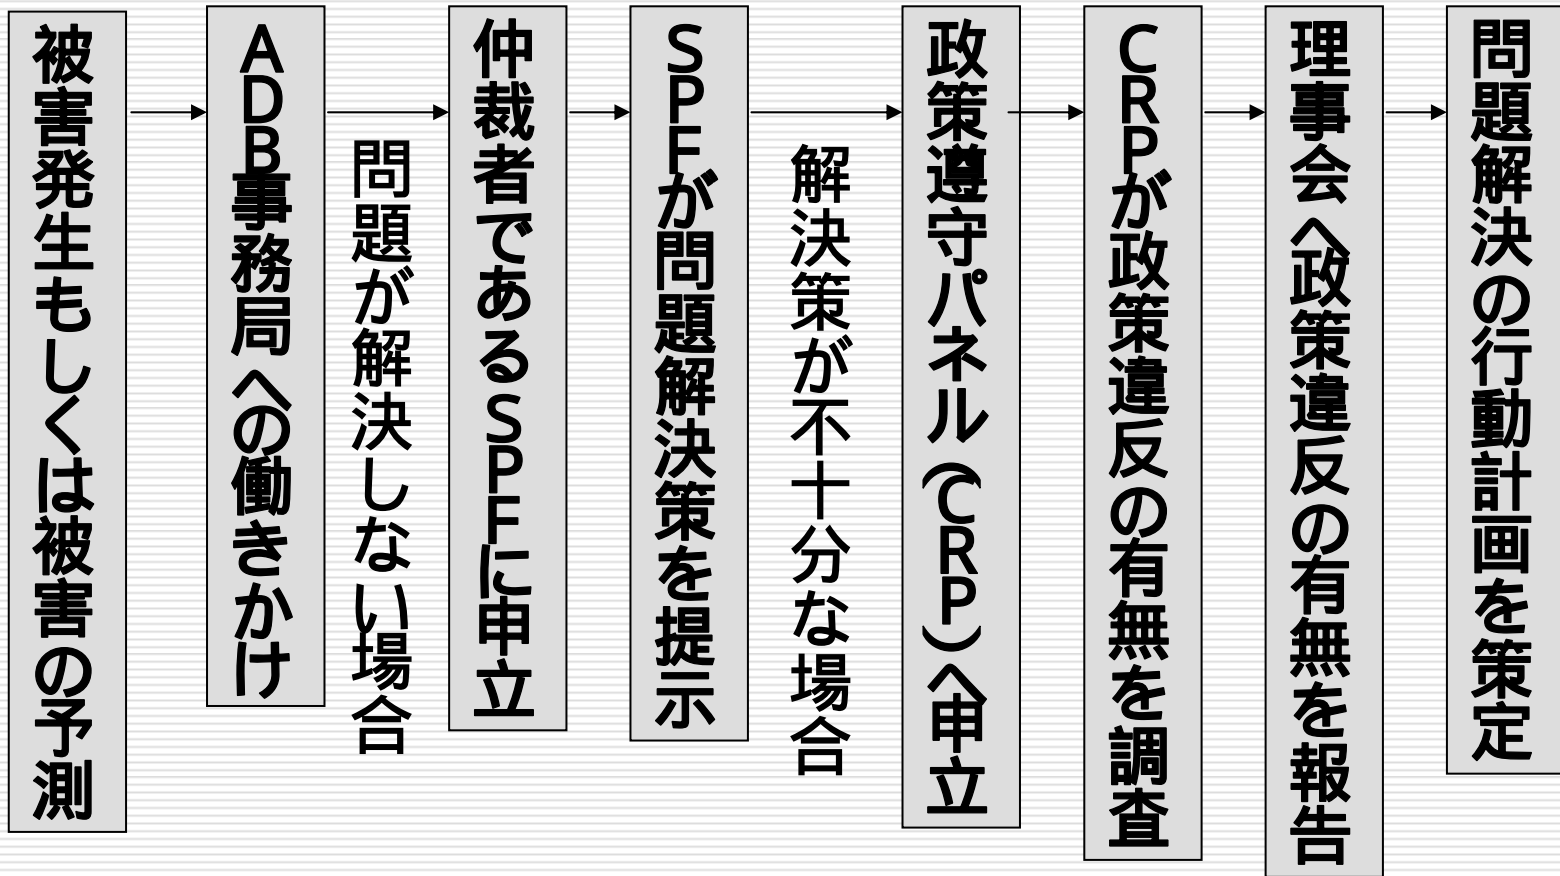 被害発生もしくは被害の予測
ＡＤＢ事務局への働きかけ
問題が解決しない場合
仲裁者であるＳＰＦに申立
ＳＰＦが問題解決策を提示
解決策が不十分な場合
政策遵守パネル（ＣＲＰ）へ申立
ＣＲＰが政策違反の有無を調査
理事会へ政策違反の有無を報告
問題解決の行動計画を策定